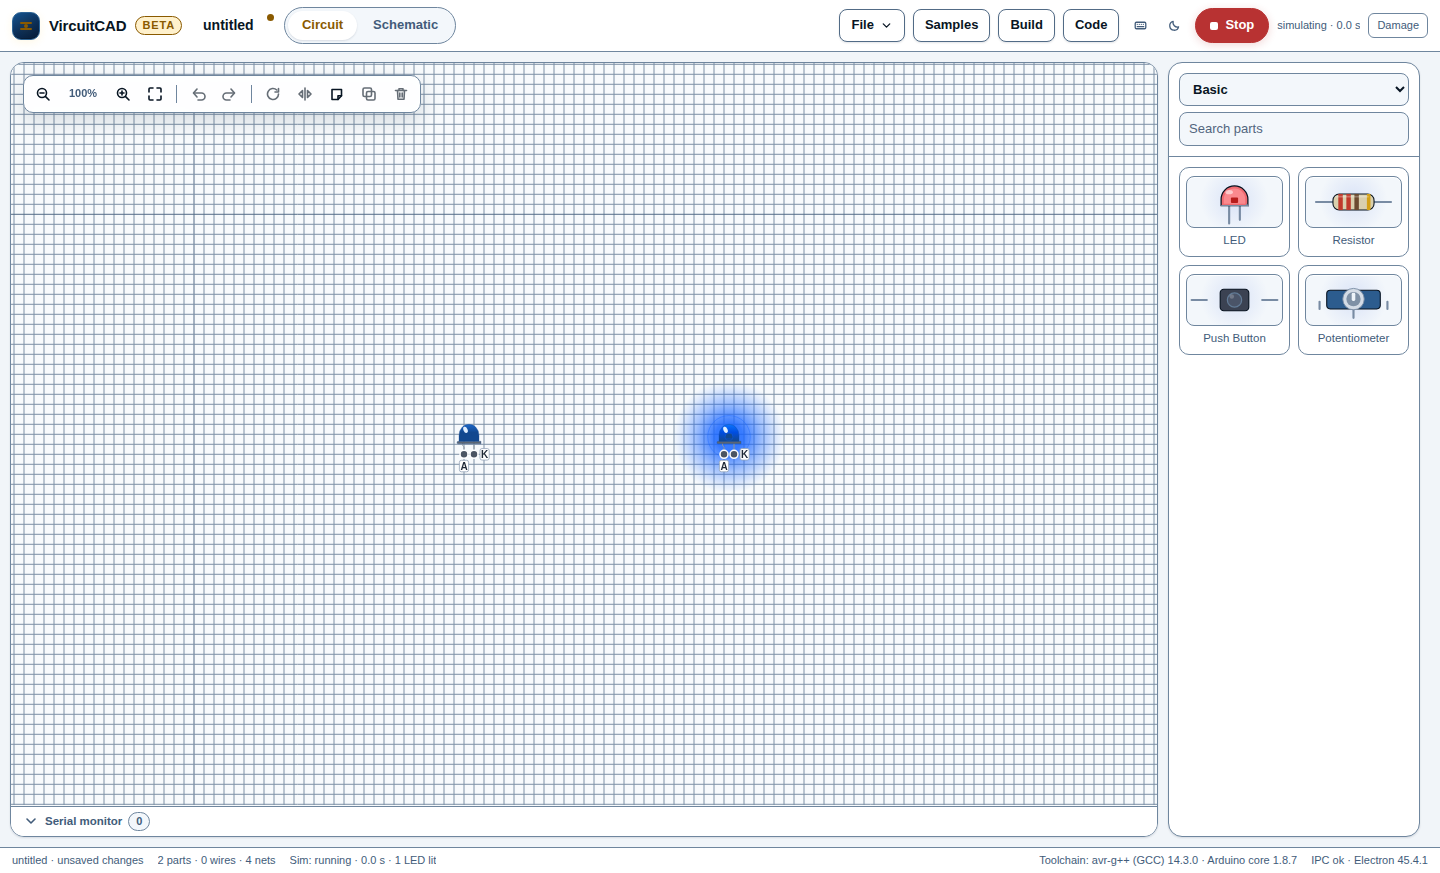 VircuitCAD BETA untitled Circuit Schematic File Samples Build Code Stop simulating · 0.0 s Damage
100%
Basic
Search parts
LED Resistor
Push Button Potentiometer
K K
A A
Serial monitor 0
untitled · unsaved changes 2 parts · 0 wires · 4 nets Sim: running · 0.0 s · 1 LED lit Toolchain: avr-g++ (GCC) 14.3.0 · Arduino core 1.8.7 IPC ok · Electron 45.4.1